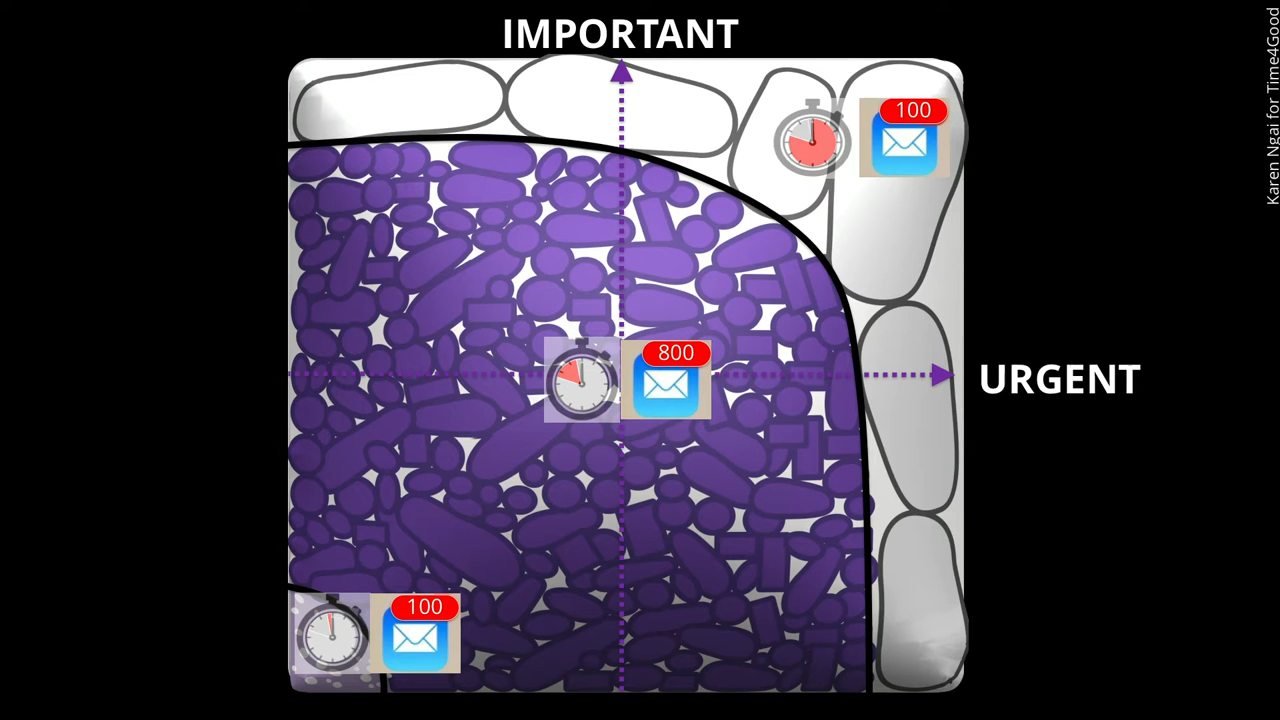 IMPORTANT
Karen Ngai for Time4Good
100
800
URGENT
100